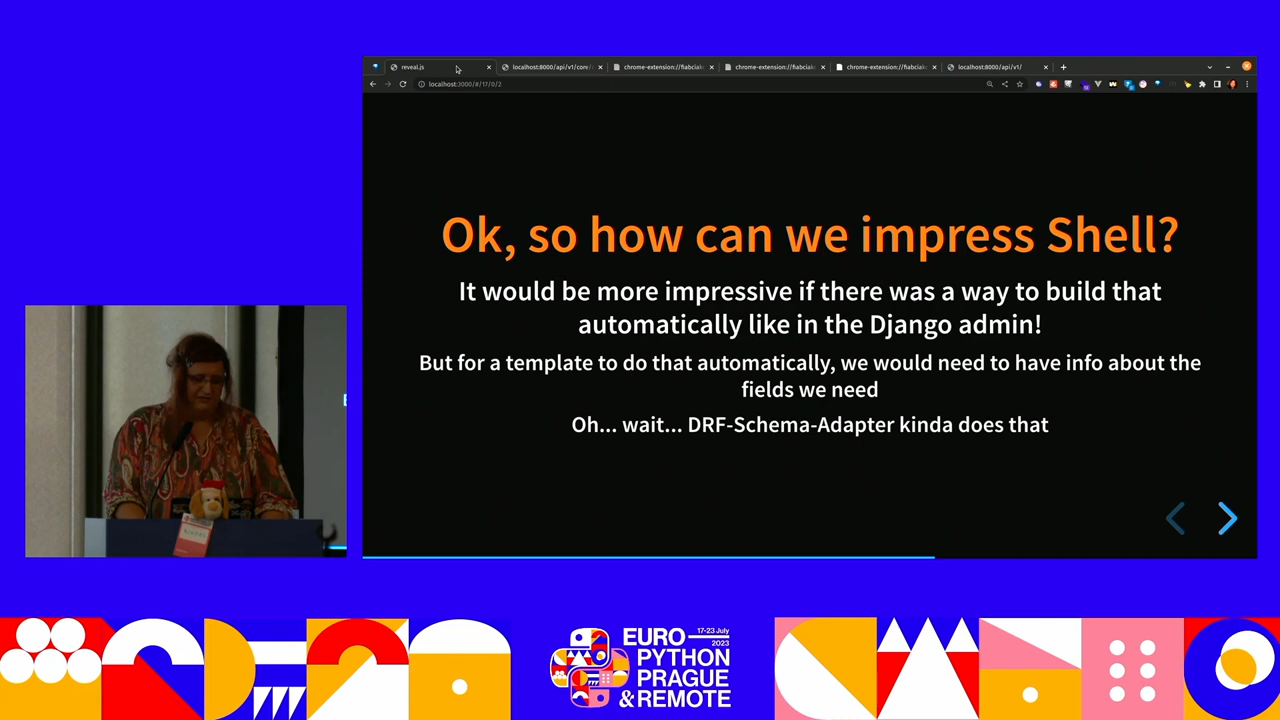 reveal.js
localhost:8000/api/v1/core/
chrome-extension://fiabciak
chrome-extension://fiabciak
chrome-extension://fiabciak
localhost:8000/api/v1/
localhost:3000/#/17/0/2
Ok, so how can we impress Shell?
It would be more impressive if there was a way to build that
automatically like in the Django admin!
But for a template to do that automatically, we would need to have info about the
fields we need
Oh... wait... DRF-Schema-Adapter kinda does that
17-23 July
2023
EURO
PYTHON
PRAGUE
&REMOTE